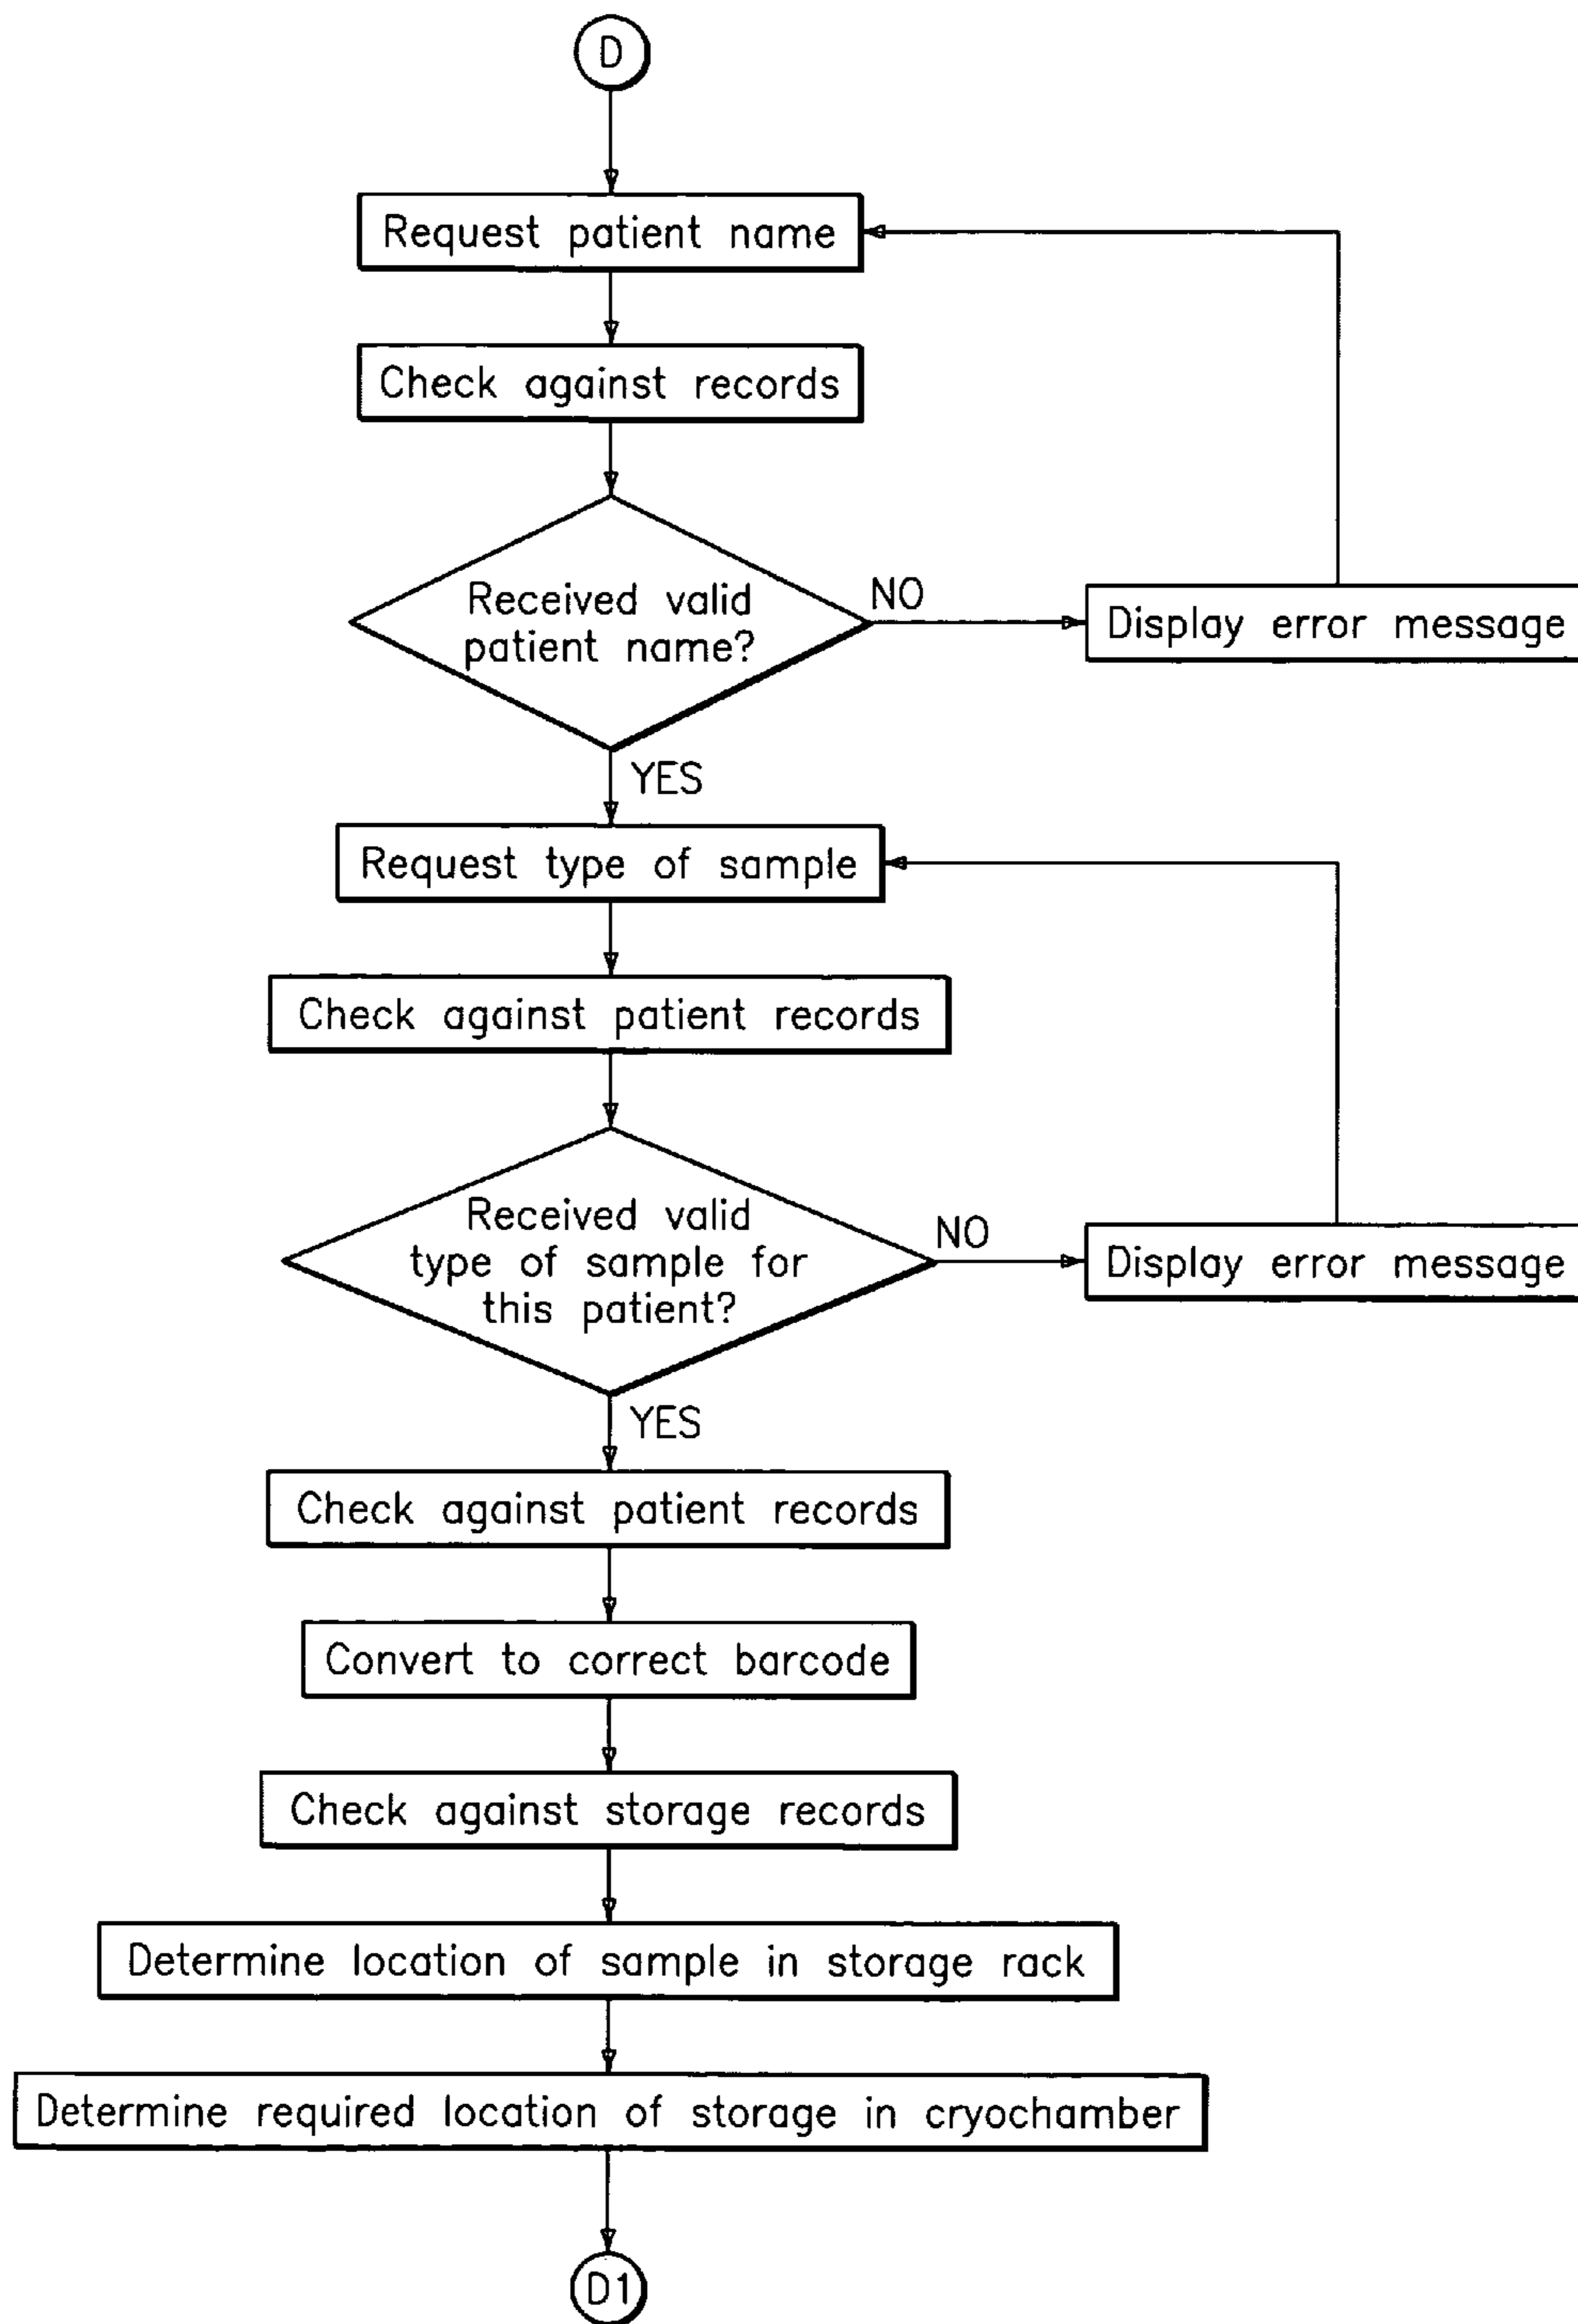 D
Request patient name
Check against records
Received valid
patient name?
NO
Display error message
YES
Request type of sample
Check against patient records
Received valid
type of sample for
this patient?
NO
Display error message
YES
Check against patient records
Convert to correct barcode
Check against storage records
Determine location of sample in storage rack
Determine required location of storage in cryochamber
D1